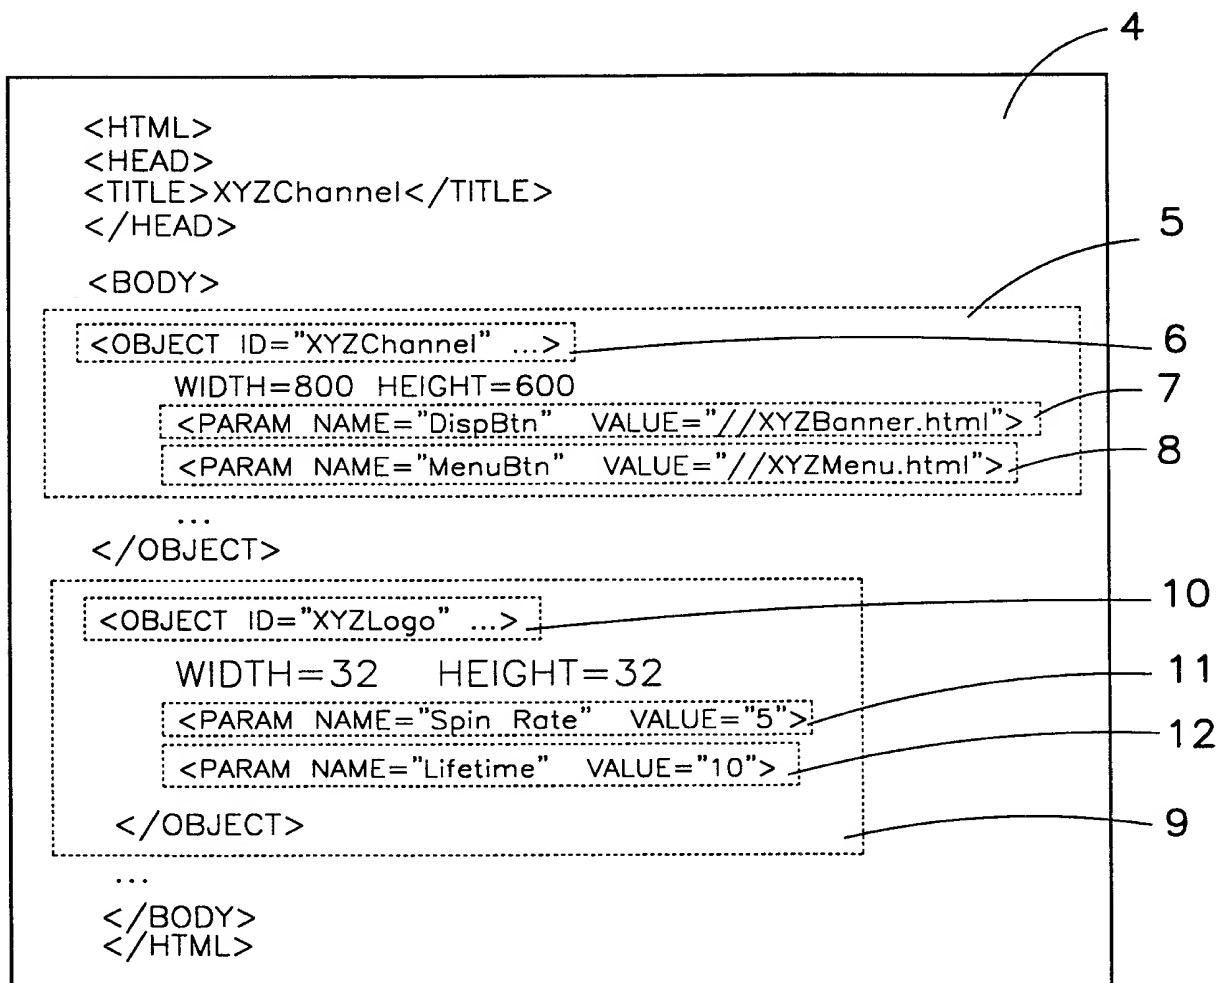 4
<HTML>
<HEAD>
<TITLE>XYZChannel</TITLE>
</HEAD>
5
<BODY>
<OBJECT ID="XYZChannel" ...>
6
WIDTH=800 HEIGHT=600
7
<PARAM NAME="DispBtn" VALUE="//XYZBanner.html">
8
<PARAM NAME="MenuBtn" VALUE="//XYZMenu.html">
...
</OBJECT>
10
<OBJECT ID="XYZLogo" ...>
11
WIDTH=32 HEIGHT=32
<PARAM NAME="Spin Rate" VALUE="5">
12
<PARAM NAME="Lifetime" VALUE="10">
</OBJECT>
9
...
</BODY>
</HTML>